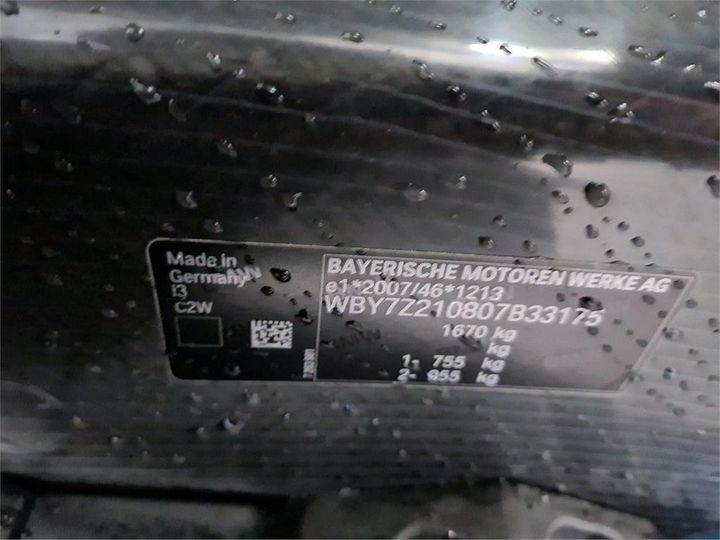 Made in
Germany
I3
C2W
BAYERISCHE MOTOREN WERKE AG
e1*2007/46*1213
WBY7Z210807B33175
1670 kg
kg
1- 755 kg
2- 955 kg